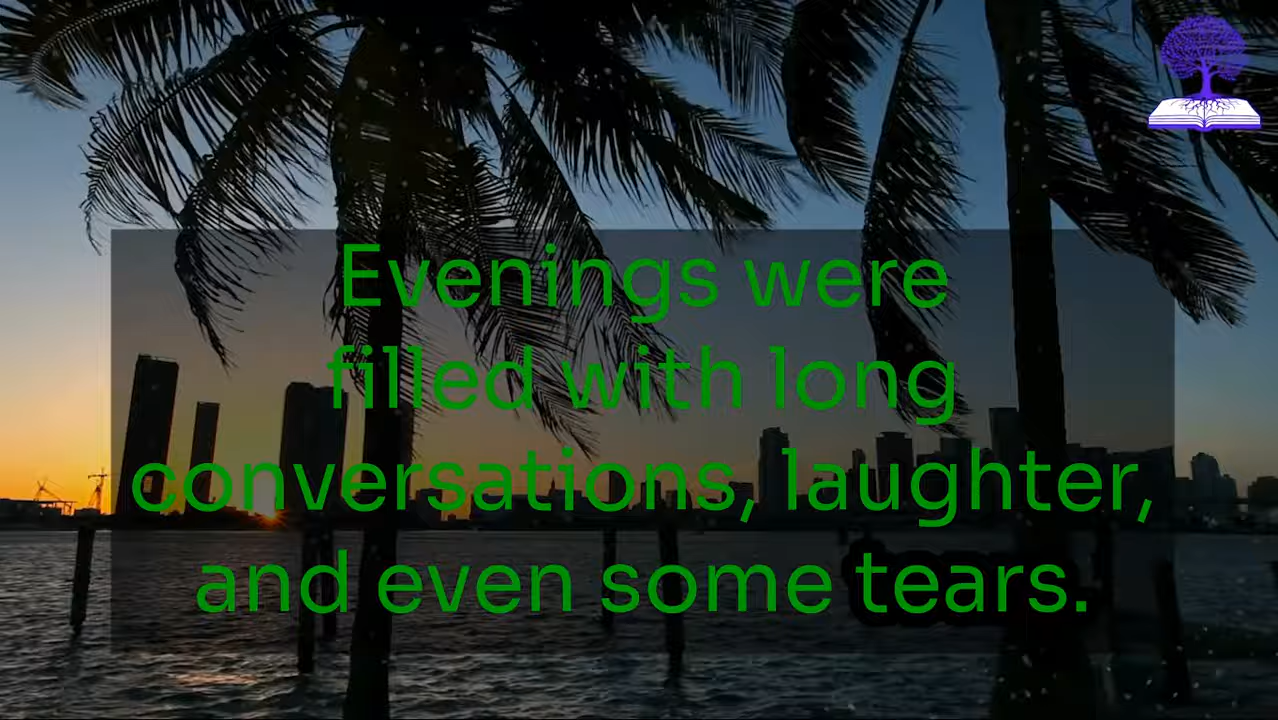 Evenings were
filled with long
conversations, laughter,
and even some tears.